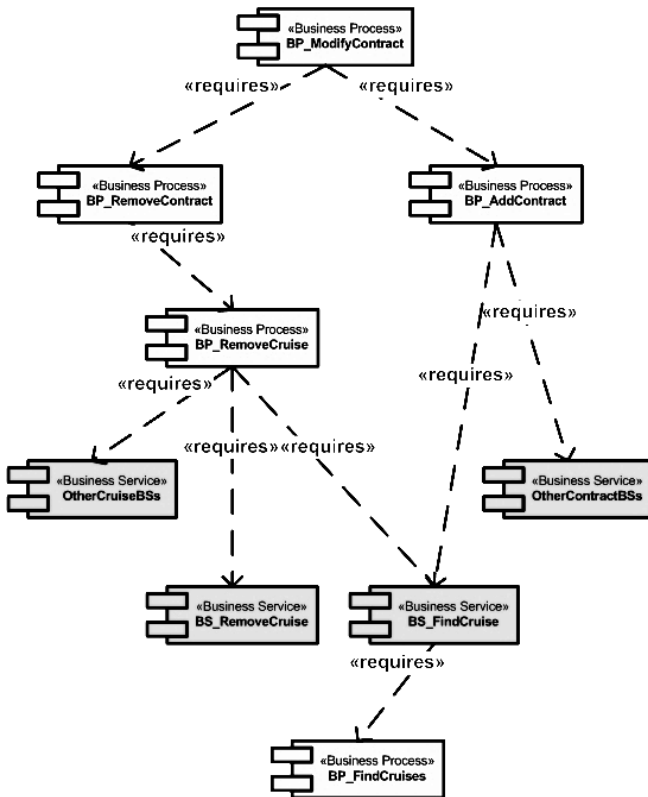 «Business Process»
BP_ModifyContract
«requires»
«requires»
«Business Process»
BP_RemoveContract
«Business Process»
BP_AddContract
«requires»
«Business Process»
BP_RemoveCruise
«requires»
«requires»
«requires»
«requires»
«requires»
«Business Service»
OtherCruiseBSs
«Business Service»
OtherContractBSs
«Business Service»
BS_RemoveCruise
«Business Service»
BS_FindCruise
«requires»
«Business Process»
BP_FindCruises